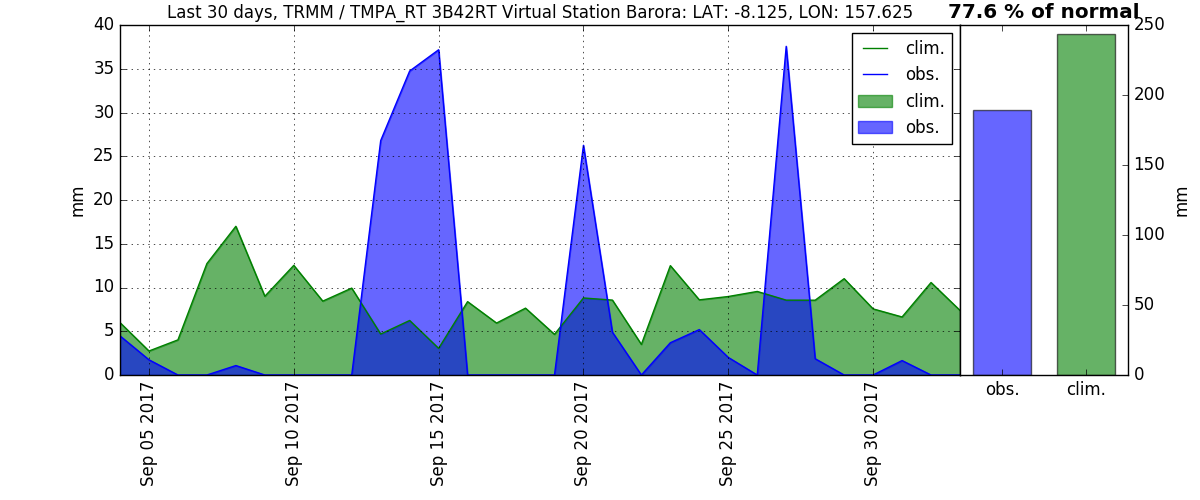 Last 30 days, TRMM / TMPA_RT 3B42RT Virtual Station Barora: LAT: -8.125, LON: 157.625
77.6 % of normal
40
35
30
25
20
15
10
5
0
mm
clim.
obs.
clim.
obs.
250
200
150
100
50
0
mm
Sep 05 2017
Sep 10 2017
Sep 15 2017
Sep 20 2017
Sep 25 2017
Sep 30 2017
obs.
clim.